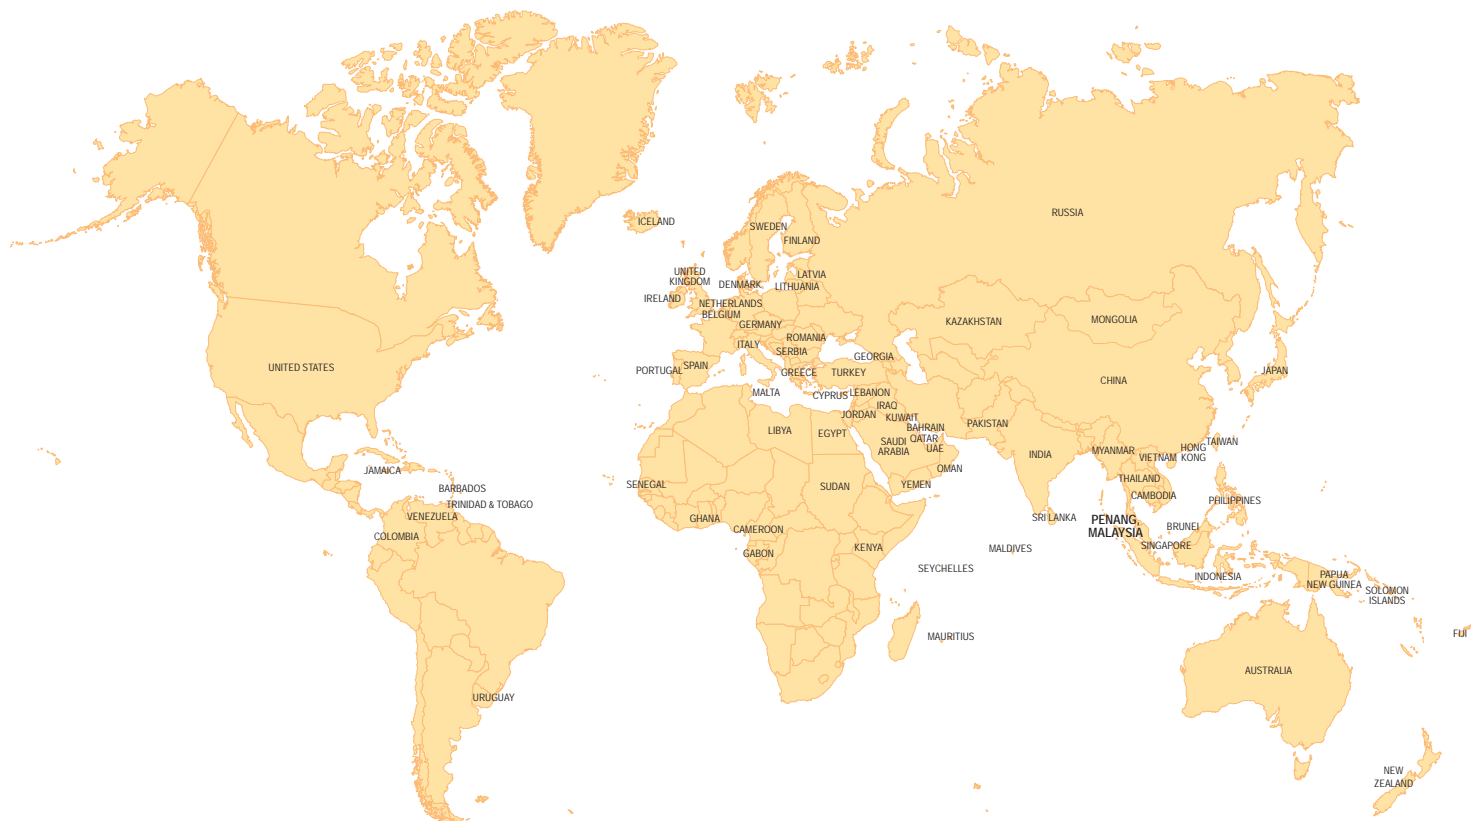 RUSSIA
ICELAND
SWEDEN
FINLAND
UNITED
KINGDOM
LATVIA
DENMARK
LITHUANIA
IRELAND
NETHERLANDS
BELGIUM
GERMANY
KAZAKHSTAN
MONGOLIA
ROMANIA
ITALY
SERBIA
GEORGIA
UNITED STATES
PORTUGAL
SPAIN
GREECE
TURKEY
JAPAN
CHINA
MALTA
CYPRUS
LEBANON
IRAQ
JORDAN
KUWAIT
PAKISTAN
BAHRAIN
LIBYA
EGYPT
SAUDI
ARABIA
QATAR
UAE
TAIWAN
HONG
KONG
INDIA
MYANMAR
VIETNAM
JAMAICA
OMAN
THAILAND
SENEGAL
SUDAN
YEMEN
BARBADOS
CAMBODIA
PHILIPPINES
TRINIDAD & TOBAGO
VENEZUELA
GHANA
SRI LANKA
PENANG,
MALAYSIA
BRUNEI
CAMEROON
COLOMBIA
KENYA
MALDIVES
SINGAPORE
GABON
SEYCHELLES
INDONESIA
PAPUA
NEW GUINEA
SOLOMON
ISLANDS
MAURITIUS
FIJI
AUSTRALIA
URUGUAY
NEW
ZEALAND